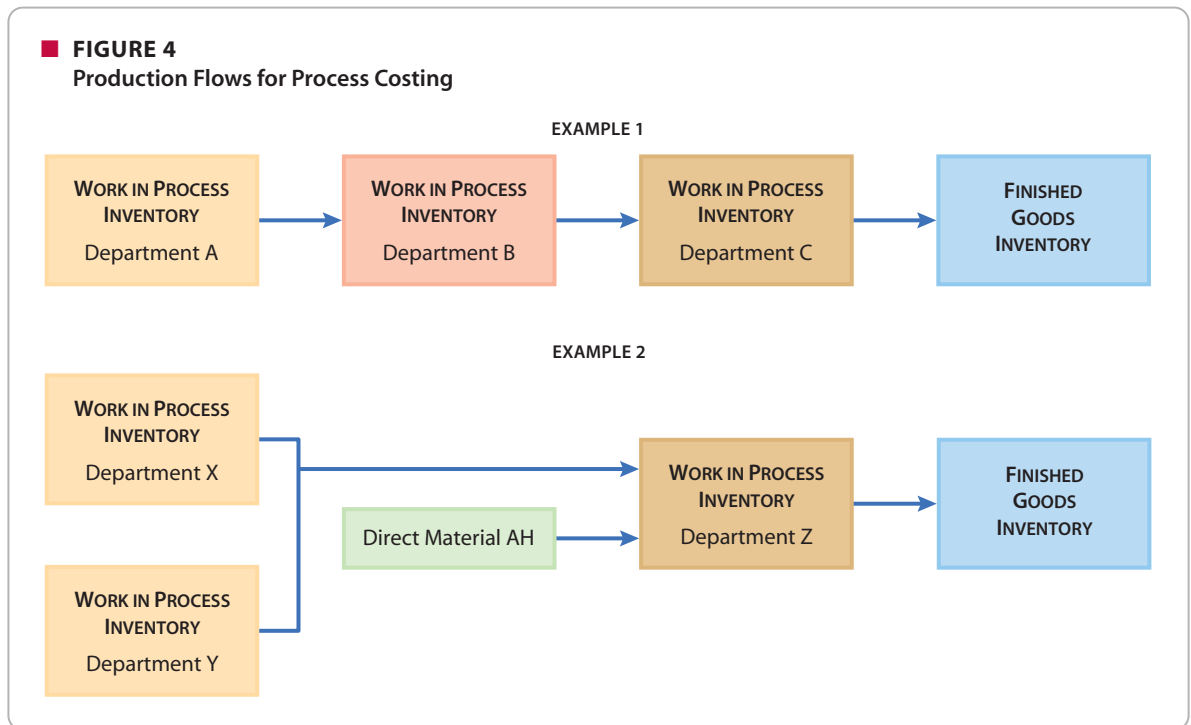 FIGURE 4
Production Flows for Process Costing
EXAMPLE 1
WORK IN PROCESS
INVENTORY
Department A
WORK IN PROCESS
INVENTORY
Department B
WORK IN PROCESS
INVENTORY
Department C
FINISHED
GOODS
INVENTORY
EXAMPLE 2
WORK IN PROCESS
INVENTORY
Department X
Direct Material AH
WORK IN PROCESS
INVENTORY
Department Z
FINISHED
GOODS
INVENTORY
WORK IN PROCESS
INVENTORY
Department Y